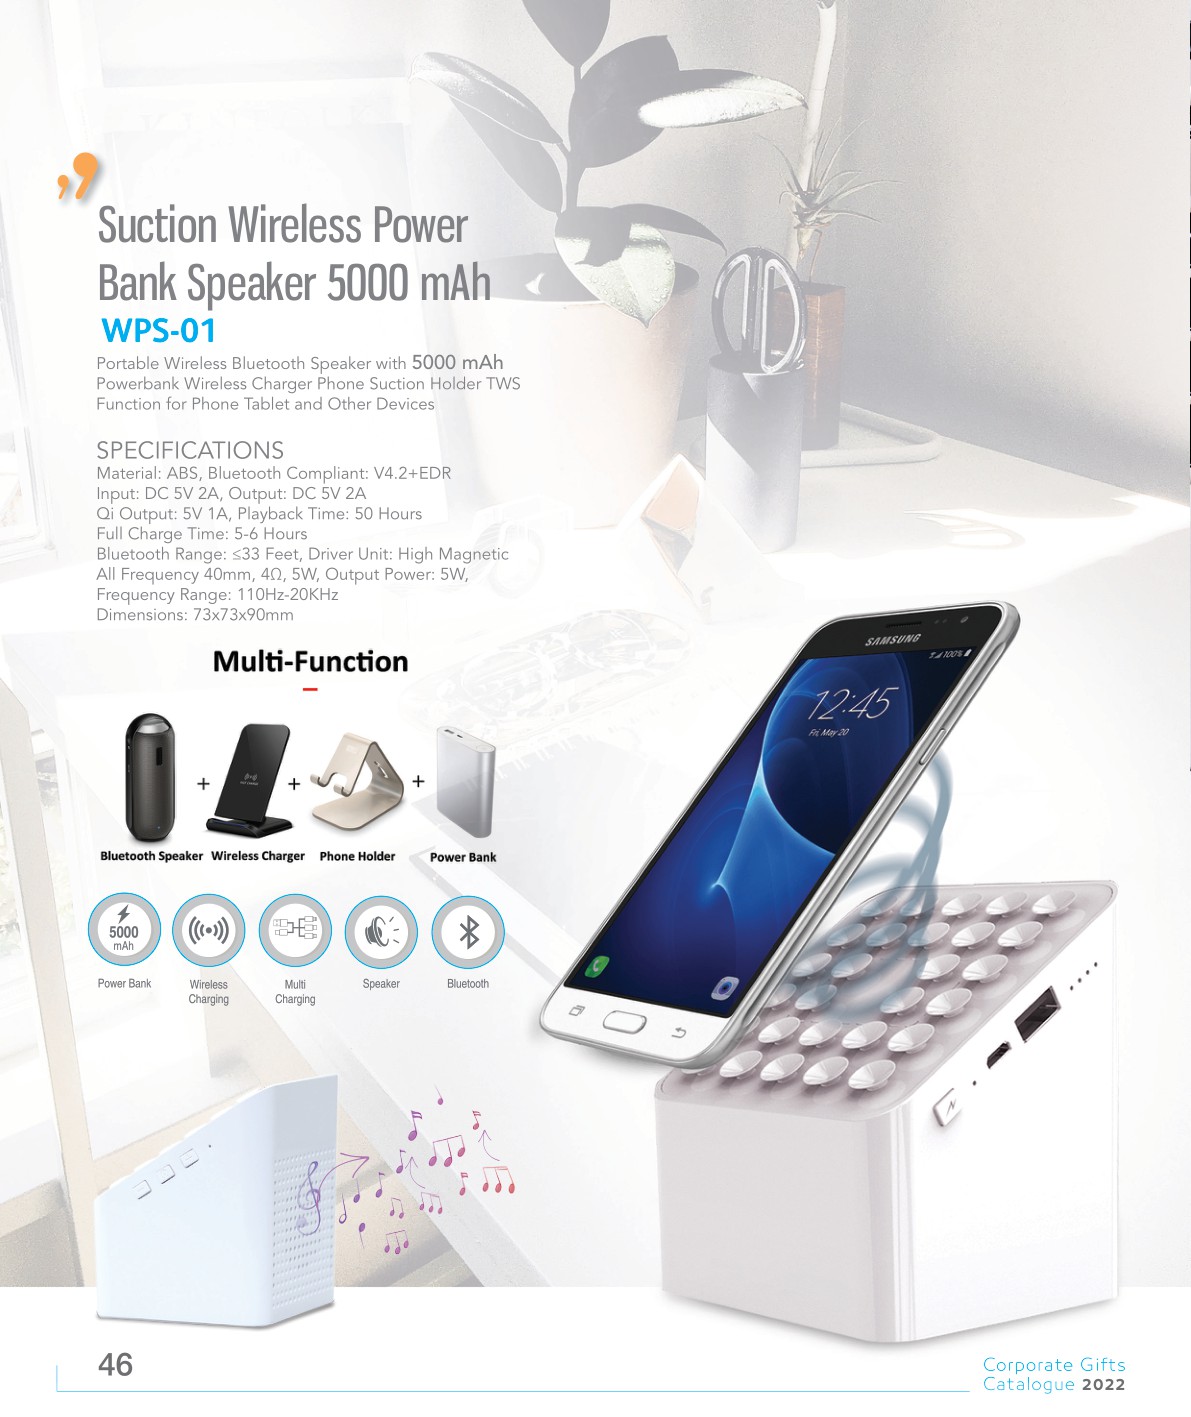 Suction Wireless Power
Bank Speaker 5000 mAh
WPS-01
Portable Wireless Bluetooth Speaker with 5000 mAh
Powerbank Wireless Charger Phone Suction Holder TWS
Function for Phone Tablet and Other Devices
SPECIFICATIONS
Material: ABS, Bluetooth Compliant: V4.2+EDR
Input: DC 5V 2A, Output: DC 5V 2A
Qi Output: 5V 1A, Playback Time: 50 Hours
Full Charge Time: 5-6 Hours
Bluetooth Range: ≤33 Feet, Driver Unit: High Magnetic
All Frequency 40mm, 4Ω, 5W, Output Power: 5W,
Frequency Range: 110Hz-20KHz
Dimensions: 73x73x90mm
Multi-Function
+ + +
Bluetooth Speaker Wireless Charger Phone Holder Power Bank
5000
mAh
Power Bank
Wireless
Charging
Multi
Charging
Speaker
Bluetooth
SAMSUNG
100%
12:45
Fri, May 20
46
Corporate Gifts
Catalogue 2022